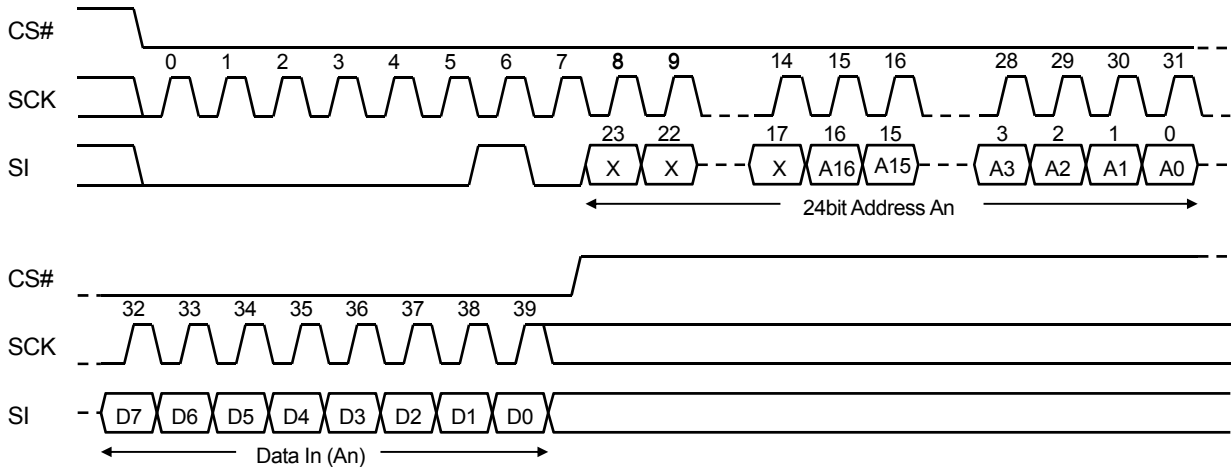 CS#
0 1 2 3 4 5 6 7 8 9 14 15 16 28 29 30 31
SCK
23 22 17 16 15 3 2 1 0
SI X X X A16 A15 A3 A2 A1 A0
24bit Address An
CS#
32 33 34 35 36 37 38 39
SCK
SI D7 D6 D5 D4 D3 D2 D1 D0
Data In (An)